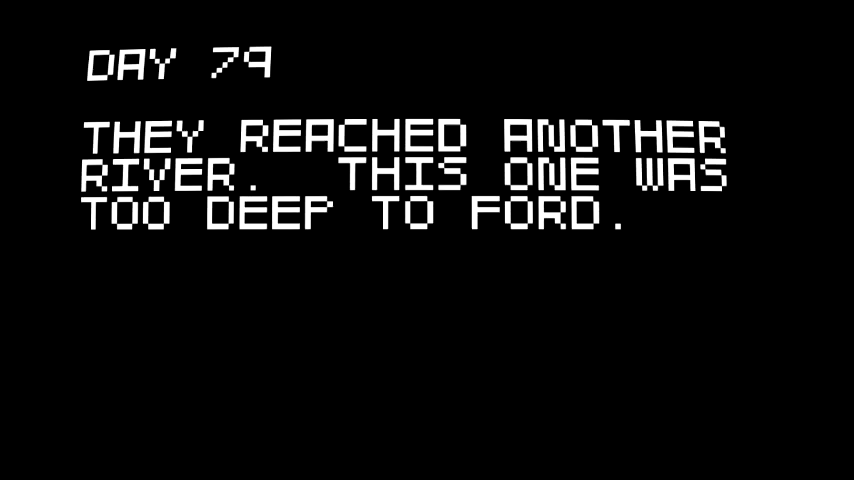 DAY 79
THEY REACHED ANOTHER
RIVER. THIS ONE WAS
TOO DEEP TO FORD.